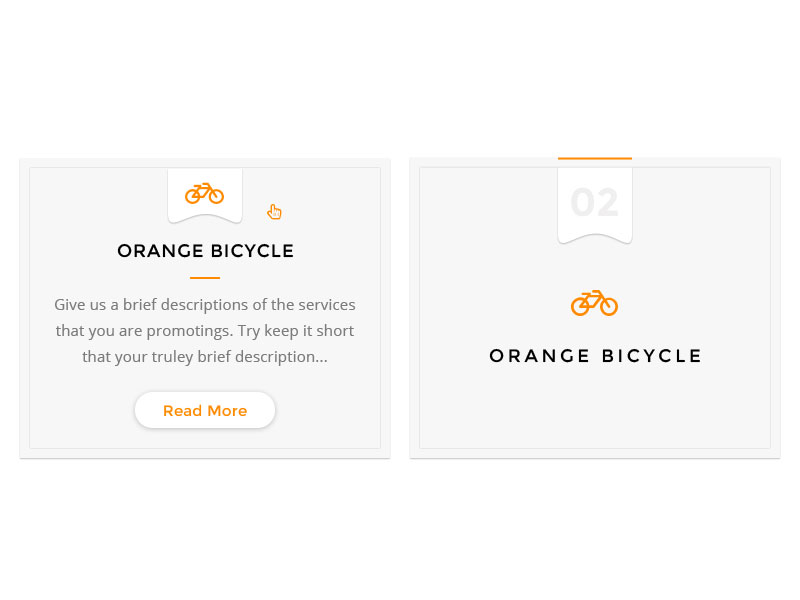 ORANGE BICYCLE
Give us a brief descriptions of the services
that you are promotings. Try keep it short
that your truley brief description...
Read More
02
ORANGE BICYCLE